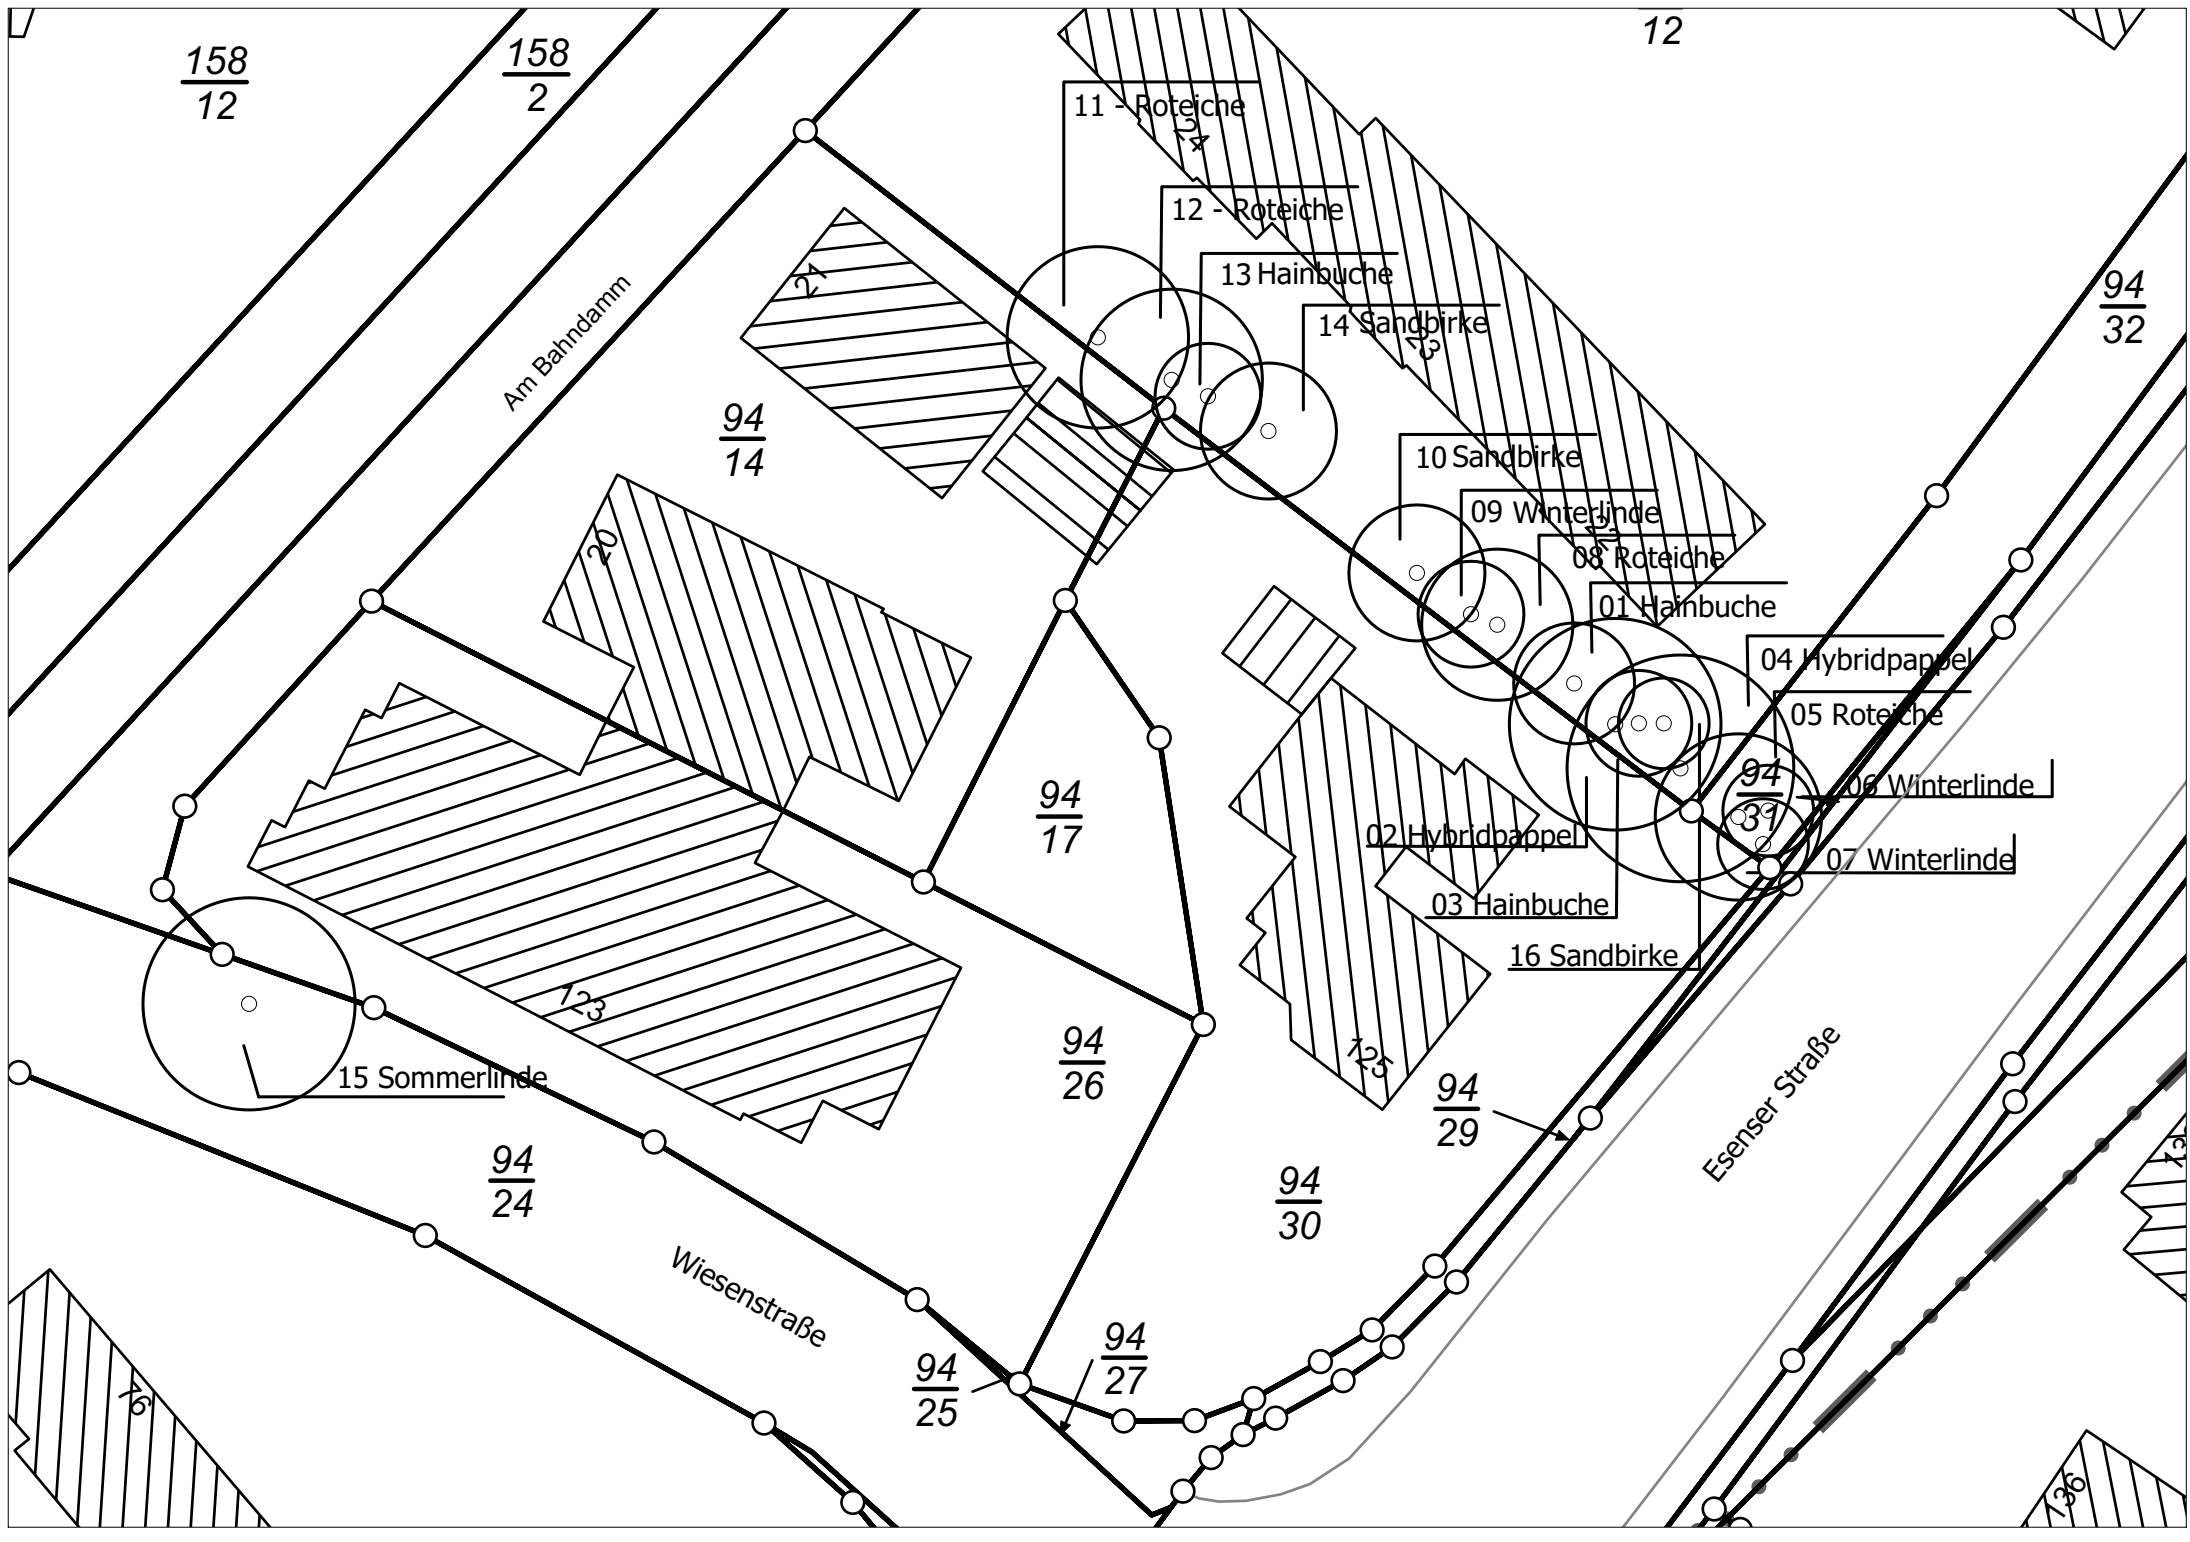 12
158
12
158
2
11 - Roteiche
24
12 - Roteiche
13 Hainbuche
21
94
32
14 Sandbirke
23
Am Bahndamm
94
14
10 Sandbirke
09 Winterlinde
20
08 Roteiche
01 Hainbuche
04 Hybridpappel
05 Roteiche
94
31
06 Winterlinde
94
17
02 Hybridpappel
07 Winterlinde
03 Hainbuche
16 Sandbirke
123
94
26
125
15 Sommerlinde
94
29
Esenser Straße
94
24
94
30
Wiesenstraße
94
27
94
25
76
136